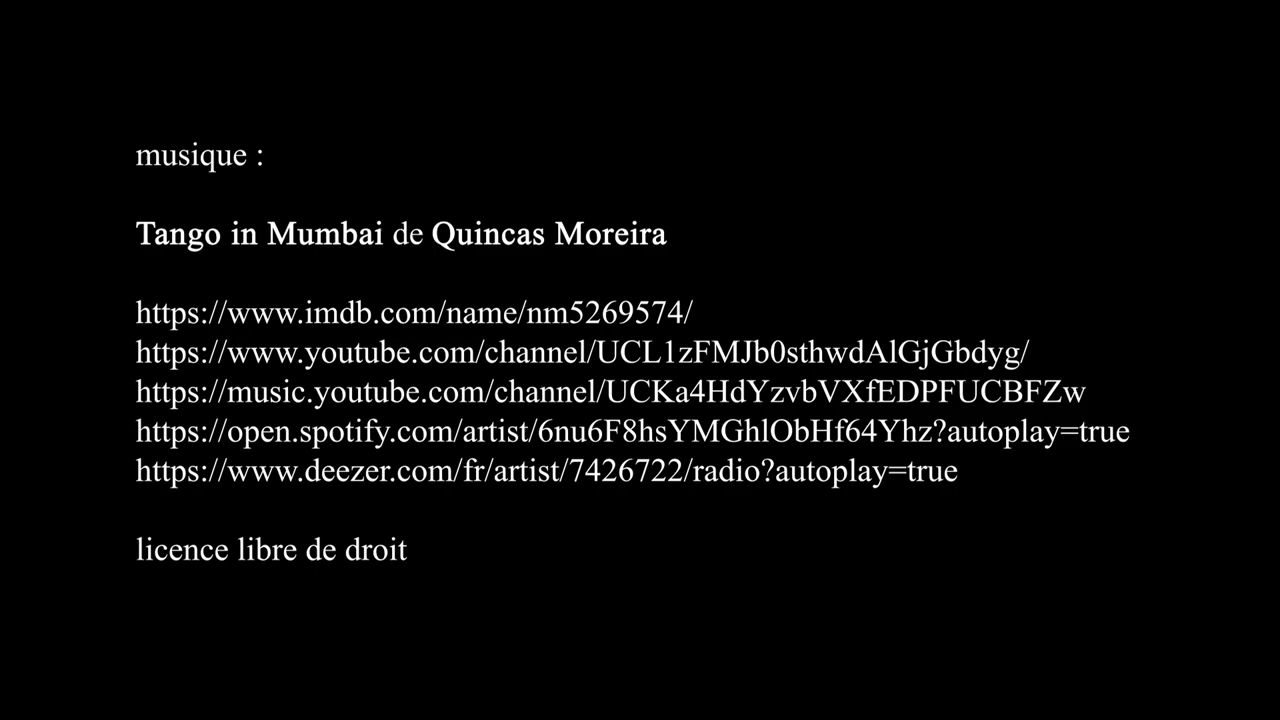 musique :
Tango in Mumbai de Quincas Moreira
https://www.imdb.com/name/nm5269574/
https://www.youtube.com/channel/UCL1zFMJb0sthwdAlGjGbdyg/
https://music.youtube.com/channel/UCKa4HdYzvbVXfEDPFUCBFZw
https://open.spotify.com/artist/6nu6F8hsYMGhlObHf64Yhz?autoplay=true
https://www.deezer.com/fr/artist/7426722/radio?autoplay=true
licence libre de droit